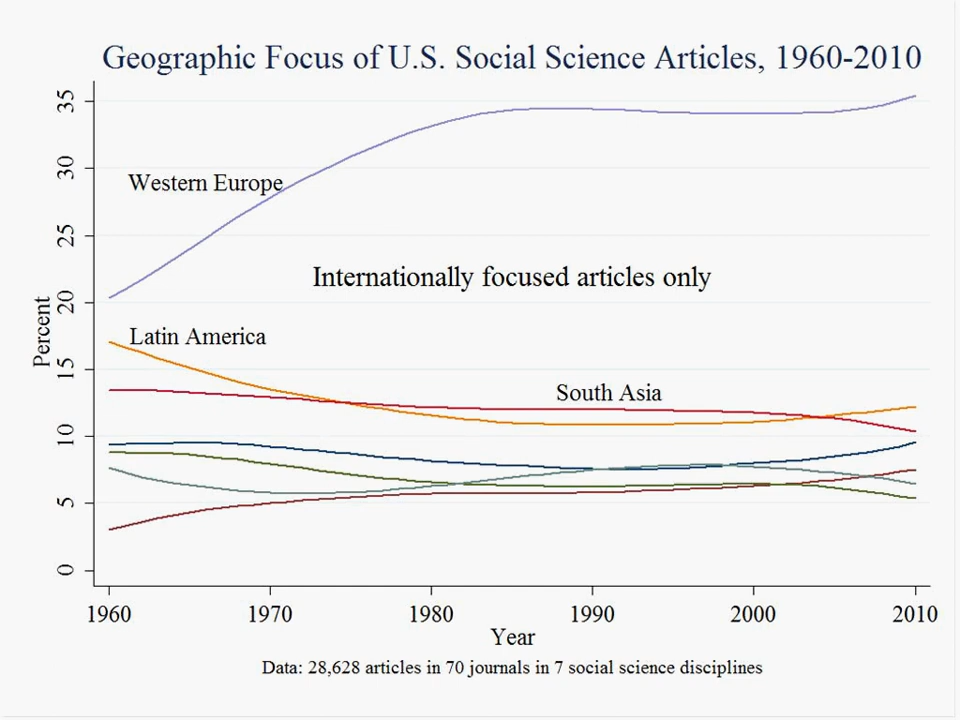 Geographic Focus of U.S. Social Science Articles, 1960-2010
35
30
Western Europe
25
Internationally focused articles only
20
Percent
Latin America
15
South Asia
10
5
0
1960 1970 1980 1990 2000 2010
Year
Data: 28,628 articles in 70 journals in 7 social science disciplines